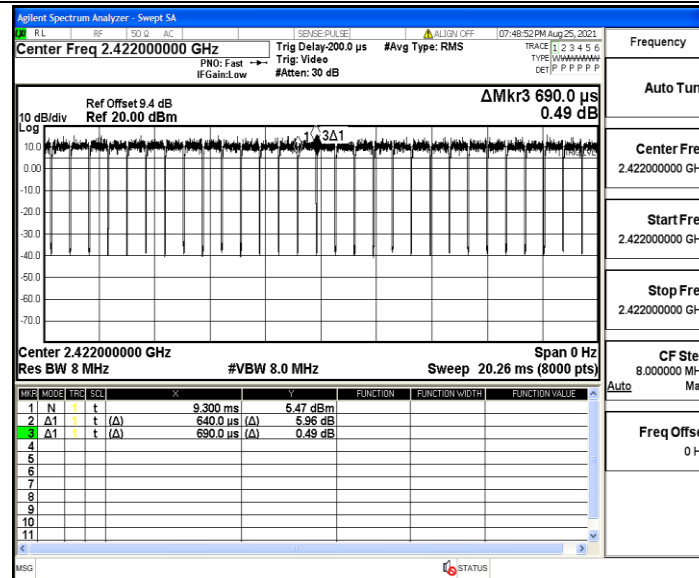 Agilent Spectrum Analyzer - Swept SA
RL RF 50 Ω AC SENSE:PULSE ALIGN OFF 07:48:52 PM Aug 25, 2021
Center Freq 2.422000000 GHz
PNO: Fast
IFGain:Low
Trig Delay-200.0 µs
Trig: Video
#Atten: 30 dB
#Avg Type: RMS
TRACE 1 2 3 4 5 6
TYPE WWWWWW
DET P P P P P P
Frequency
ΔMkr3 690.0 µs
0.49 dB
Ref Offset 9.4 dB
10 dB/div Ref 20.00 dBm
Log
1 3Δ1
10.0
0.00
-10.0
-20.0
-30.0
-40.0
-50.0
-60.0
-70.0
Center 2.422000000 GHz Span 0 Hz
Res BW 8 MHz #VBW 8.0 MHz Sweep 20.26 ms (8000 pts)
MKR MODE TRC SCL X Y FUNCTION FUNCTION WIDTH FUNCTION VALUE
1 N 1 t 9.300 ms 5.47 dBm
2 Δ1 1 t (Δ) 640.0 µs (Δ) 5.96 dB
3 Δ1 1 t (Δ) 690.0 µs (Δ) 0.49 dB
4
5
6
7
8
9
10
11
MSG STATUS
Auto Tun
Center Fre
2.422000000 GH
Start Fre
2.422000000 GH
Stop Fre
2.422000000 GH
CF Ste
8.000000 MH
Auto Ma
Freq Offse
0 H